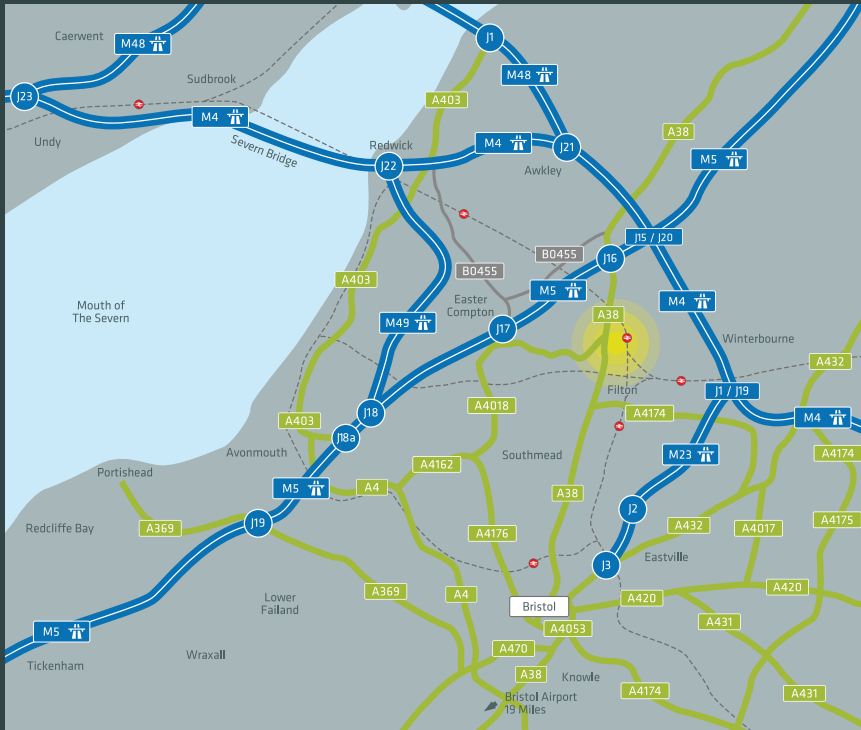 Caerwent
M48
J1
Sudbrook
M48
J23
A403
M4
A38
Undy
Severn Bridge
Redwick
M4
J21
M5
J22
Awkley
J15 / J20
B0455
J16
B0455
A403
M5
M4
Mouth of
The Severn
Easter
Compton
A38
M49
J17
Winterbourne
A432
Filton
J1 / J19
A4018
J18
A4174
M4
A403
J18a
Avonmouth
Southmead
M23
A4174
A4162
Portishead
M5
A4
A38
J2
A4175
J19
Redcliffe Bay
A369
A4176
A432
A4017
J3
Eastville
A369
A4
Lower
Failand
Bristol
A420
A420
A431
A4053
M5
A470
Wraxall
Tickenham
A38
Knowle
A4174
A431
Bristol Airport
19 Miles